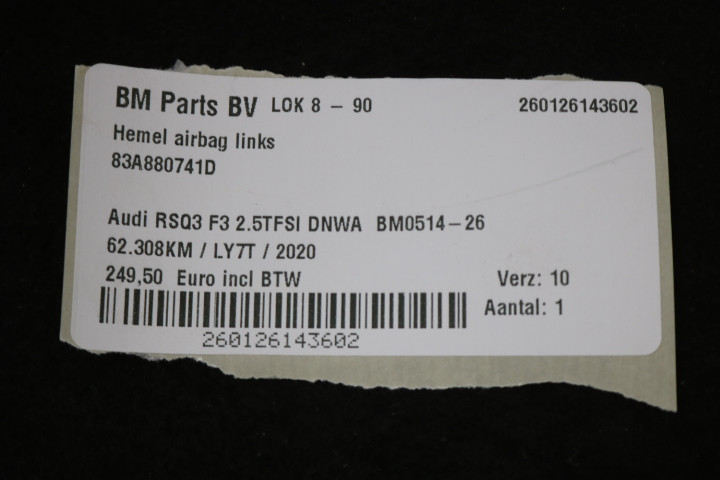 BM Parts BV LOK 8 - 90 260126143602
Hemel airbag links
83A880741D
Audi RSQ3 F3 2.5TFSI DNWA BM0514-26
62.308KM / LY7T / 2020
249,50 Euro incl BTW Verz: 10
Aantal: 1
260126143602